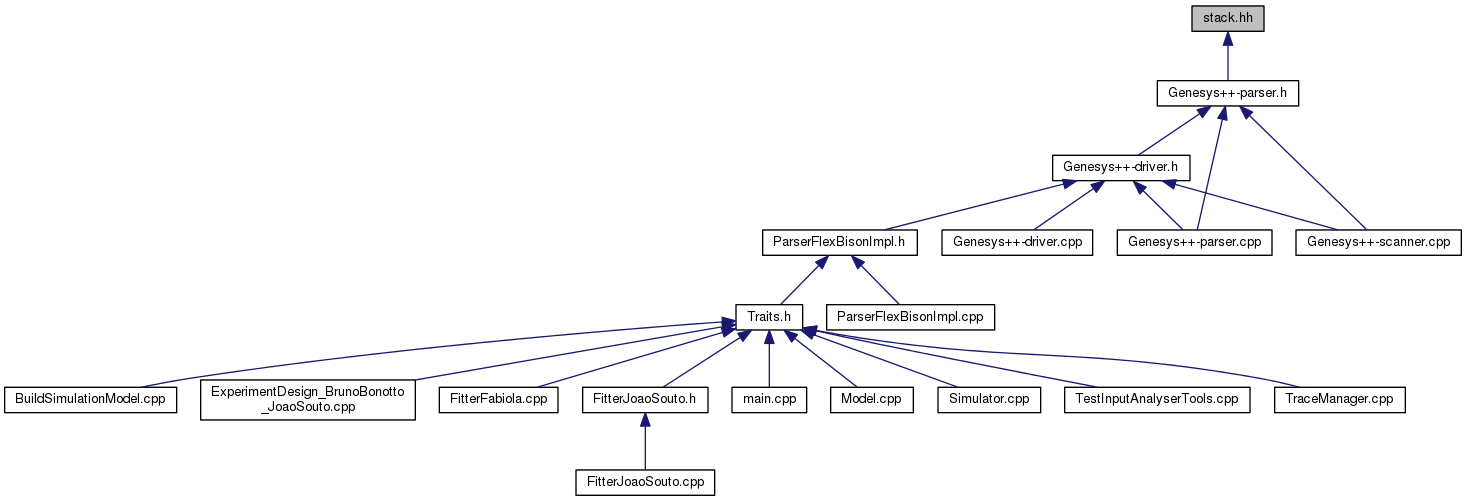 stack.hh
Genesys++-parser.h
Genesys++-driver.h
ParserFlexBisonImpl.h
Genesys++-driver.cpp
Genesys++-parser.cpp
Genesys++-scanner.cpp
Traits.h
ParserFlexBisonImpl.cpp
BuildSimulationModel.cpp
ExperimentDesign_BrunoBonotto
_JoaoSouto.cpp
FitterFabiola.cpp
FitterJoaoSouto.h
main.cpp
Model.cpp
Simulator.cpp
TestInputAnalyserTools.cpp
TraceManager.cpp
FitterJoaoSouto.cpp